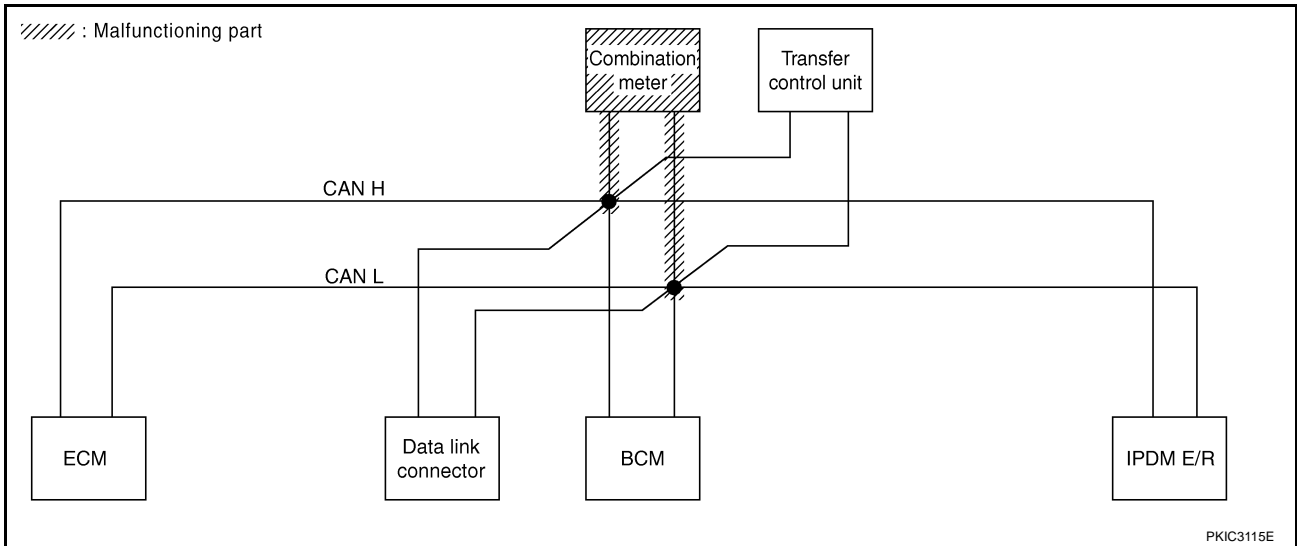 : Malfunctioning part
Combination
meter
Transfer
control unit
CAN H
CAN L
ECM
Data link
connector
BCM
IPDM E/R
PKIC3115E